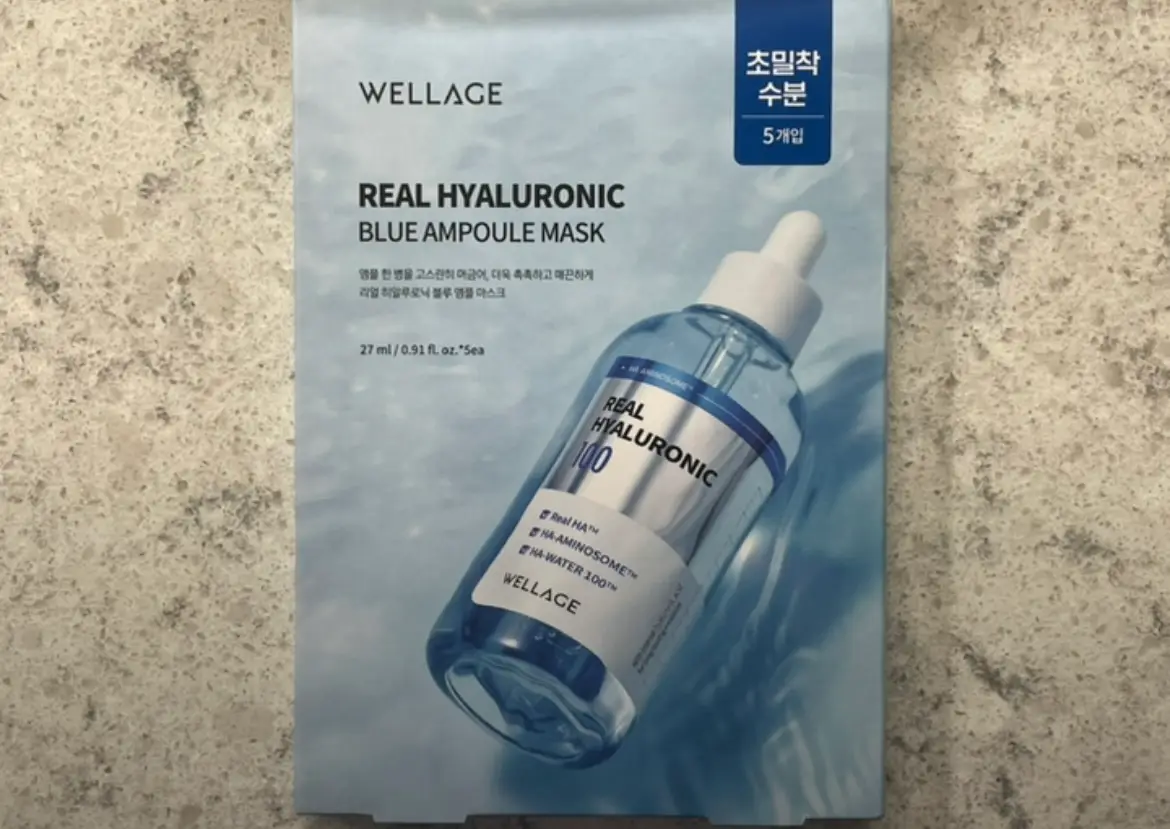 WELLAGE
초밀착
수분
5개입
REAL HYALURONIC
BLUE AMPOULE MASK
앰플 한 병을 고스란히 머금어, 더욱 촉촉하고 매끈하게
리얼 히알루로닉 블루 앰플 마스크
27 ml / 0.91 fl. oz.*5ea
HA-AMINOSOME™
REAL
HYALURONIC
100
Real HA™
HA-AMINOSOME™
HA-WATER 100™
WELLAGE